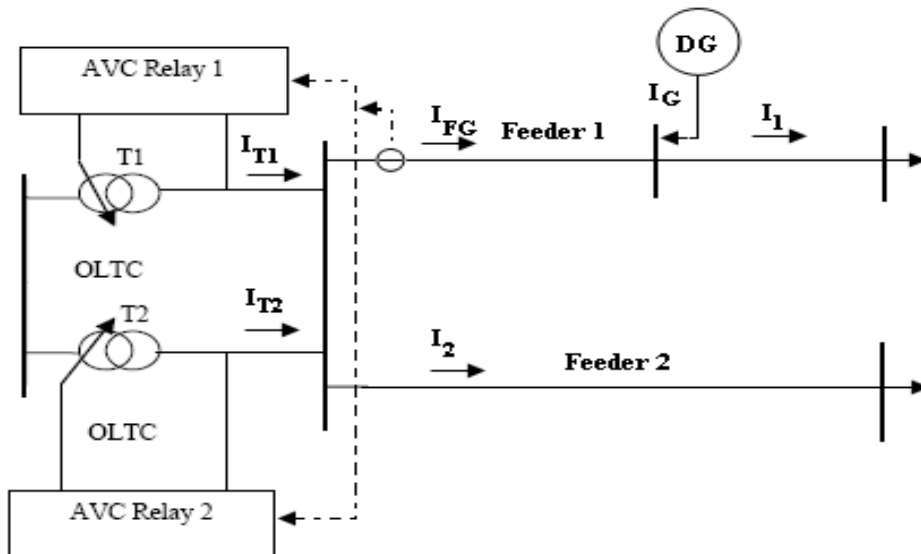 AVC Relay 1
DG
I_G
I_FG
Feeder 1
I_1
I_T1
T1
OLTC
T2
I_T2
I_2
Feeder 2
OLTC
AVC Relay 2